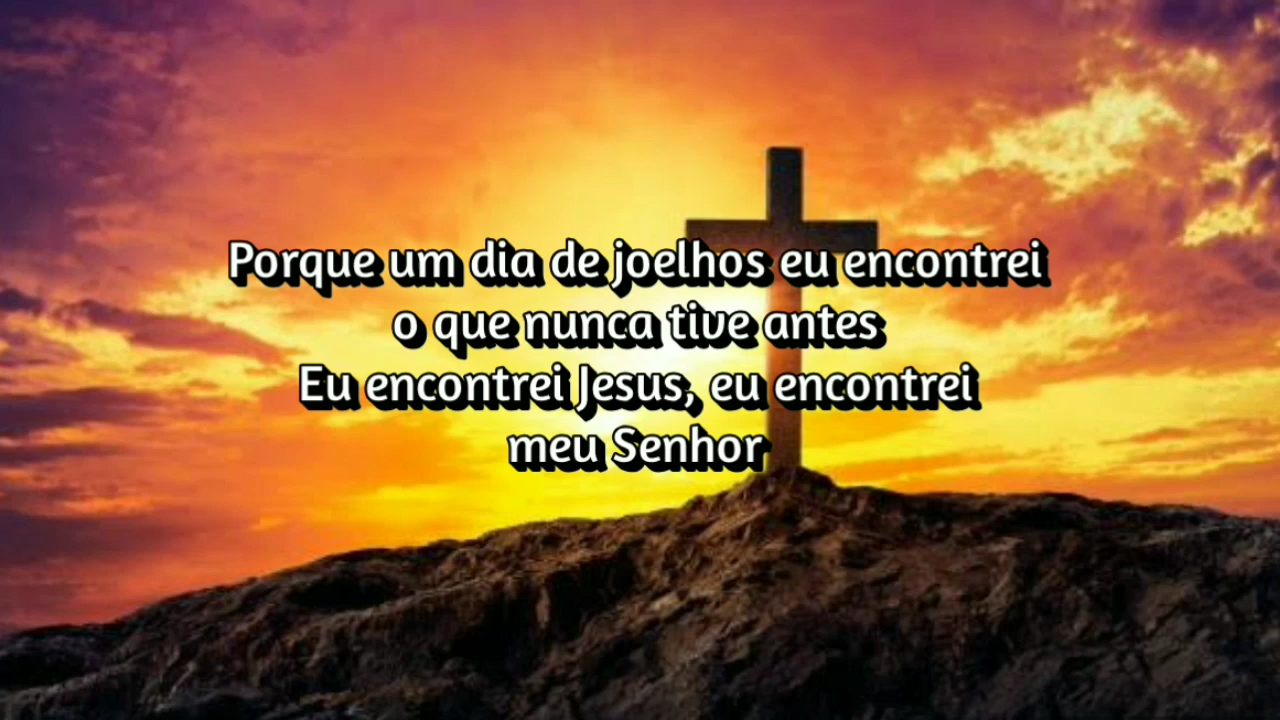 Porque um dia de joelhos eu encontrei
o que nunca tive antes
Eu encontrei Jesus, eu encontrei
meu Senhor